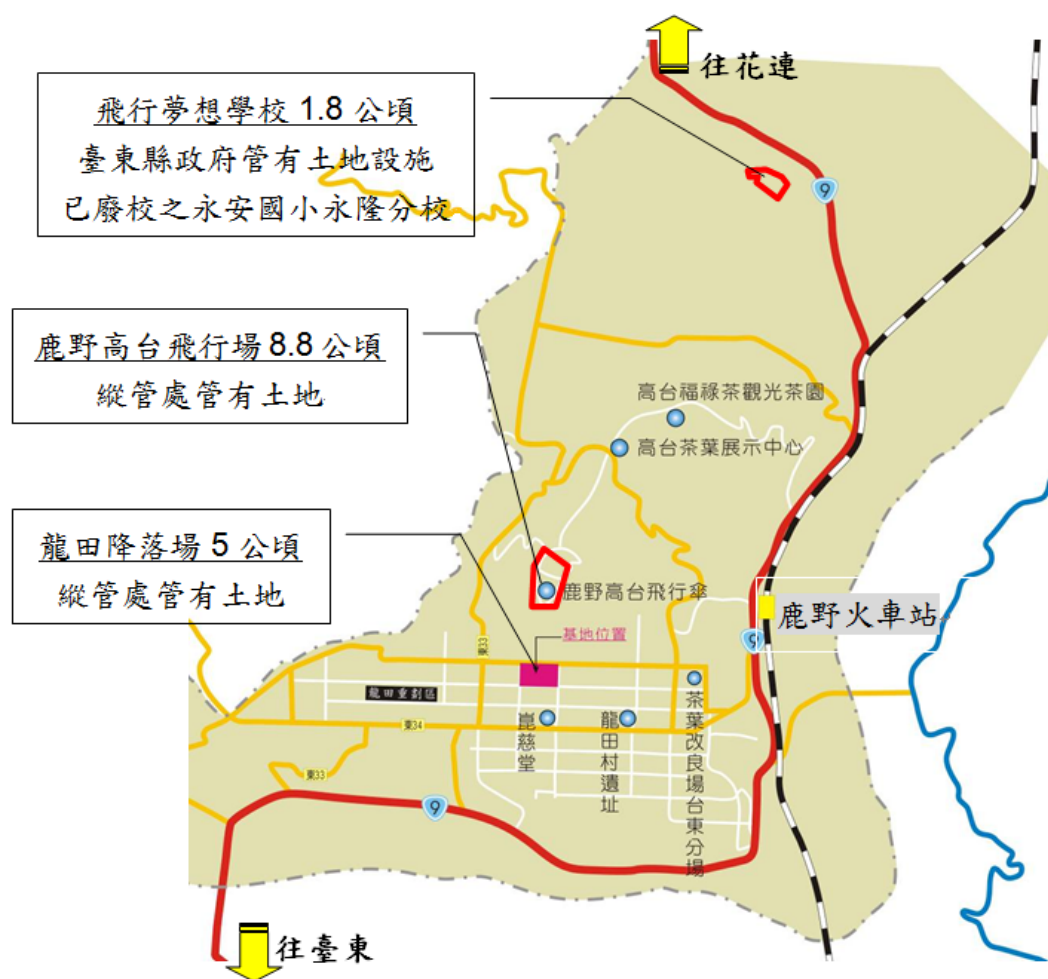 往花連
飛行夢想學校 1.8 公頃
臺東縣政府管有土地設施
已廢校之永安國小永隆分校
9
鹿野高台飛行場 8.8 公頃
縱管處管有土地
高台福祿茶觀光茶園
高台茶葉展示中心
龍田降落場 5 公頃
縱管處管有土地
鹿野高台飛行傘
鹿野火車站
基地位置
東33
9
龍田重劃區
東34
崑慈堂
龍田村遺址
茶葉改良場台東分場
東33
9
往臺東